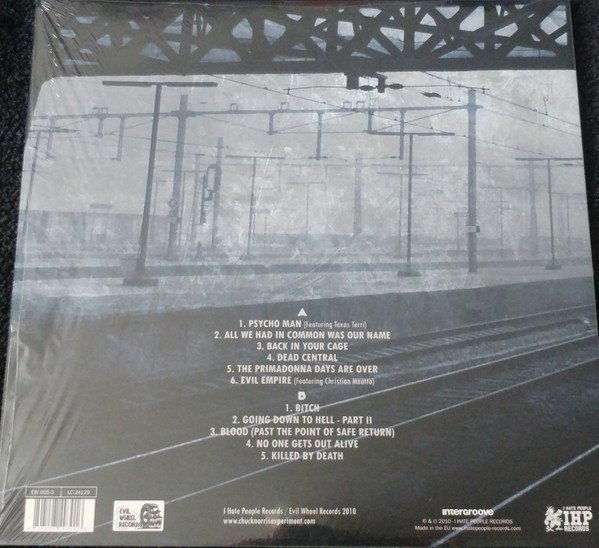 A
1. PSYCHO MAN (Featuring Texas Terri)
2. ALL WE HAD IN COMMON WAS OUR NAME
3. BACK IN YOUR CAGE
4. DEAD CENTRAL
5. THE PRIMADONNA DAYS ARE OVER
6. EVIL EMPIRE (Featuring Christian Maatta)
B
1. BITCH
2. GOING DOWN TO HELL - PART II
3. BLOOD (PAST THE POINT OF SAFE RETURN)
4. NO ONE GETS OUT ALIVE
5. KILLED BY DEATH
EW 005-3 LC-24129
EVIL WHEEL RECORDS
I Hate People Records | Evil Wheel Records 2010
www.chucknorrisexperiment.com
intergroove
℗ & © 2010 - I HATE PEOPLE RECORDS
Made in the EU www.ihatepeople-records.com
I HATE PEOPLE
IHP
RECORDS